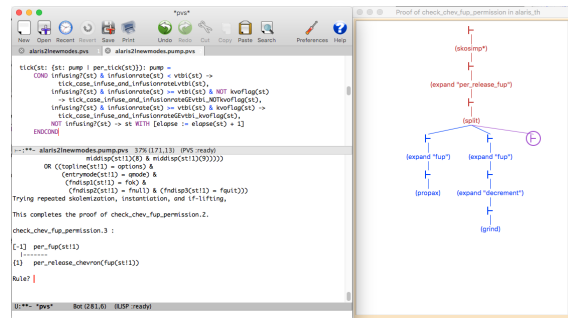 *pvs*
Proof of check_chev_fup_permission in alaris_th
New Open Recent Revert Save Print Undo Redo Cut Copy Paste Search Preferences Help
alaris2lnewmodes.pvs alaris2lnewmodes.pump.pvs
tick(st: {st: pump | per_tick(st)}): pump =
COND infusing?(st) & infusionrate(st) < vtbi(st) ->
tick_case_infuse_and_infusionrateLvtbi(st),
infusing?(st) & infusionrate(st) >= vtbi(st) & NOT kvoflag(st)
-> tick_case_infuse_and_infusionrateGEvtbi_NOTkvoflag(st),
infusing?(st) & infusionrate(st) >= vtbi(st) & kvoflag(st) ->
tick_case_infuse_and_infusionrateGEvtbi_kvoflag(st),
NOT infusing?(st) -> st WITH [elapse := elapse(st) + 1]
ENDCOND
-:**- alaris2lnewmodes.pump.pvs 37% (171,13) (PVS :ready)
middisp(st!1)(8) & middisp(st!1)(9)))))
OR ((topline(st!1) = options) &
(entrymode(st!1) = qmode) &
(fndisp1(st!1) = fok) &
(fndisp2(st!1) = fnull) & (fndisp3(st!1) = fquit)))
Trying repeated skolemization, instantiation, and if-lifting,
This completes the proof of check_chev_fup_permission.2.
check_chev_fup_permission.3 :
[-1] per_fup(st!1)
|-------
{1} per_release_chevron(fup(st!1))
Rule?
U:**- *pvs* Bot (281,6) (ILISP :ready)
(skosimp*)
(expand "per_release_fup")
(split)
(expand "fup") (expand "fup")
(propax) (expand "decrement")
(grind)